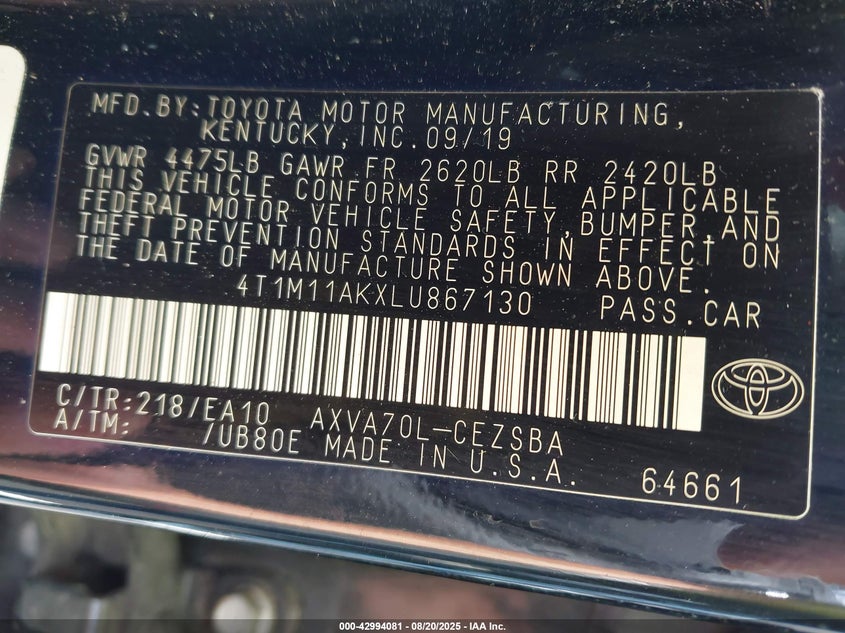 MFD.BY:TOYOTA MOTOR MANUFACTURING,
KENTUCKY,INC.09/19
GVWR 4475LB GAWR FR 2620LB RR 2420LB
THIS VEHICLE CONFORMS TO ALL APPLICABLE
FEDERAL MOTOR VEHICLE SAFETY,BUMPER,AND
THEFT PREVENTION STANDARDS IN EFFECT ON
THE DATE OF MANUFACTURE SHOWN ABOVE.
4T1M11AKXLU867130 PASS.CAR
C/TR:218/EA10 AXVA70L-CEZSBA
A/TM: /UB80E MADE IN U.S.A. 64661
000-42994081 - 08/20/2025 - IAA Inc.